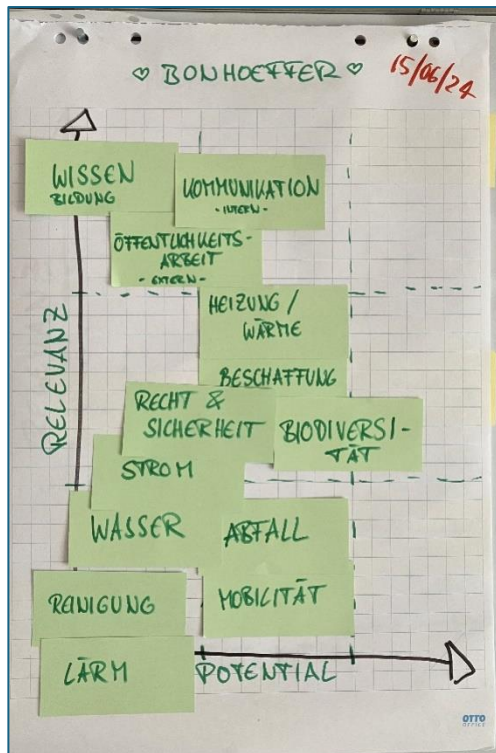 ♡ BONHOEFFER ♡
15/06/24
WISSEN
BILDUNG
KOMMUNIKATION
- INTERN -
ÖFFENTLICHKEITS-
ARBEIT
- EXTERN -
HEIZUNG /
WÄRME
BESCHAFFUNG
RELEVANZ
RECHT &
SICHERHEIT
BIODIVERSI-
TÄT
STROM
WASSER
ABFALL
REINIGUNG
MOBILITÄT
LÄRM
POTENTIAL
OTTO
OFFICE